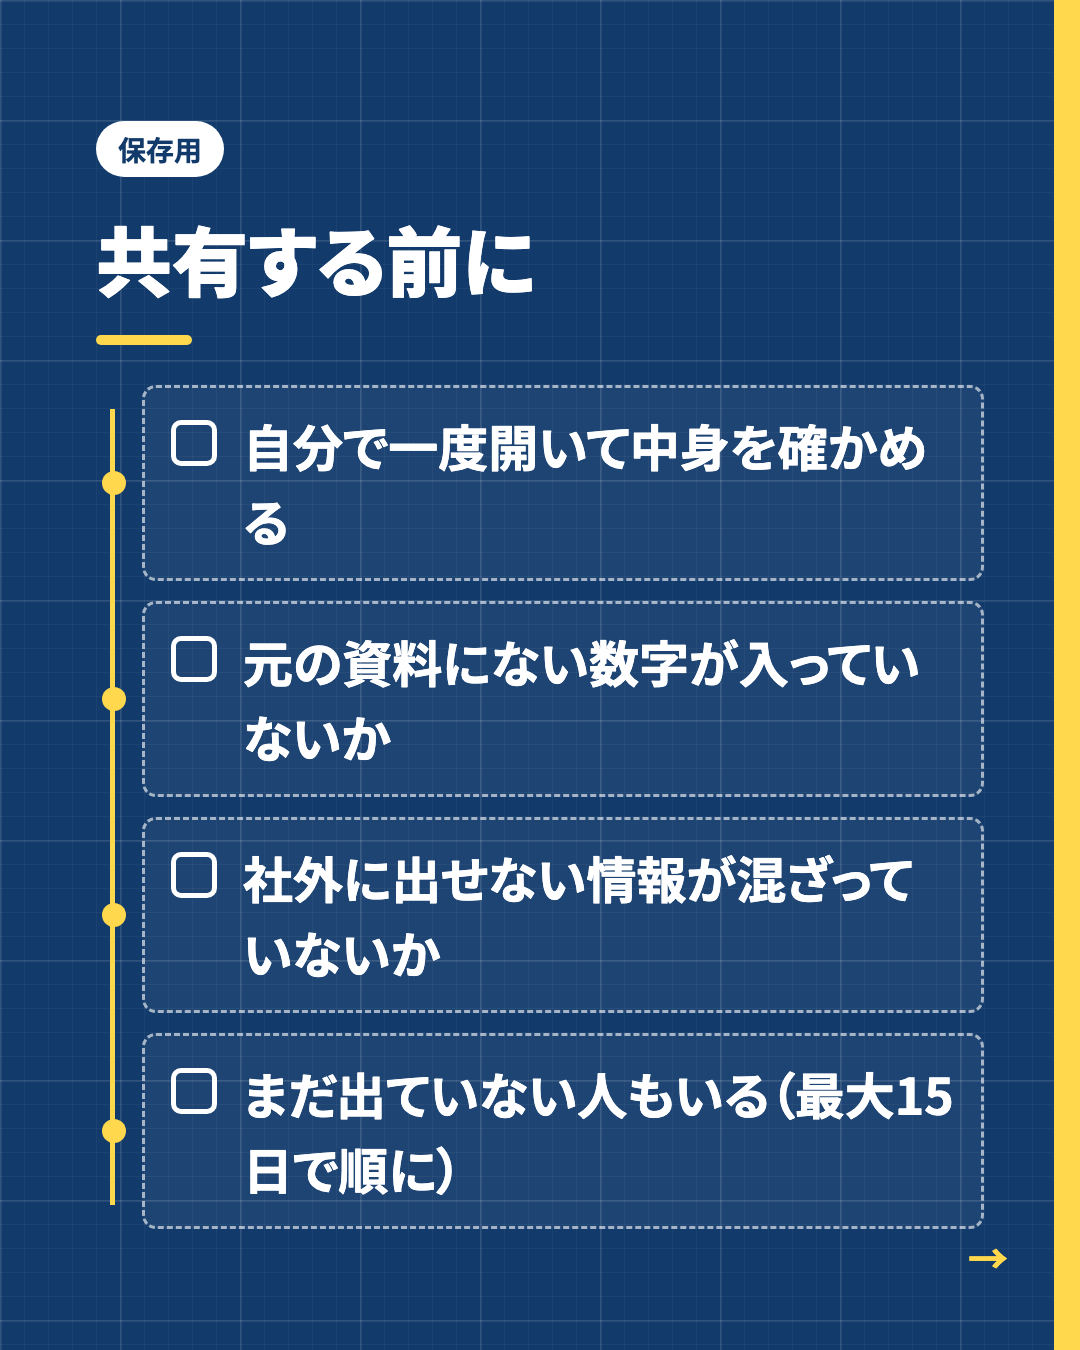 保存用
共有する前に
自分で一度開いて中身を確かめ
る
元の資料にない数字が入ってい
ないか
社外に出せない情報が混ざって
いないか
まだ出ていない人もいる（最大15
日で順に）
→